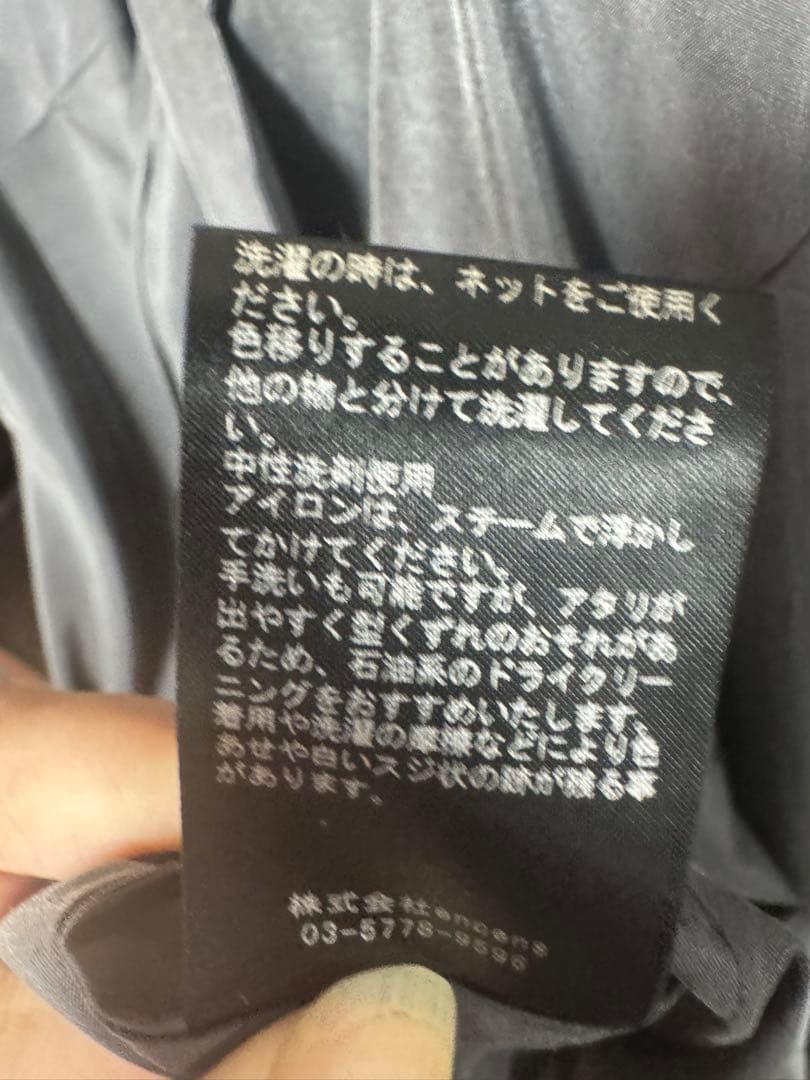 洗濯の時は、ネットをご使用く
ださい。
色移りすることがありますので、
他の物と分けて洗濯してくださ
い。
中性洗剤使用
アイロンは、スチームで浮かし
てかけてください。
手洗いも可能ですが、アタリが
出やすく型くずれのおそれがあ
るため、石油系のドライクリー
ニングをおすすめいたします。
着用や洗濯の摩擦などにより色
あせや白いスジ状の跡が残る事
があります。
株式会社
03-5778-